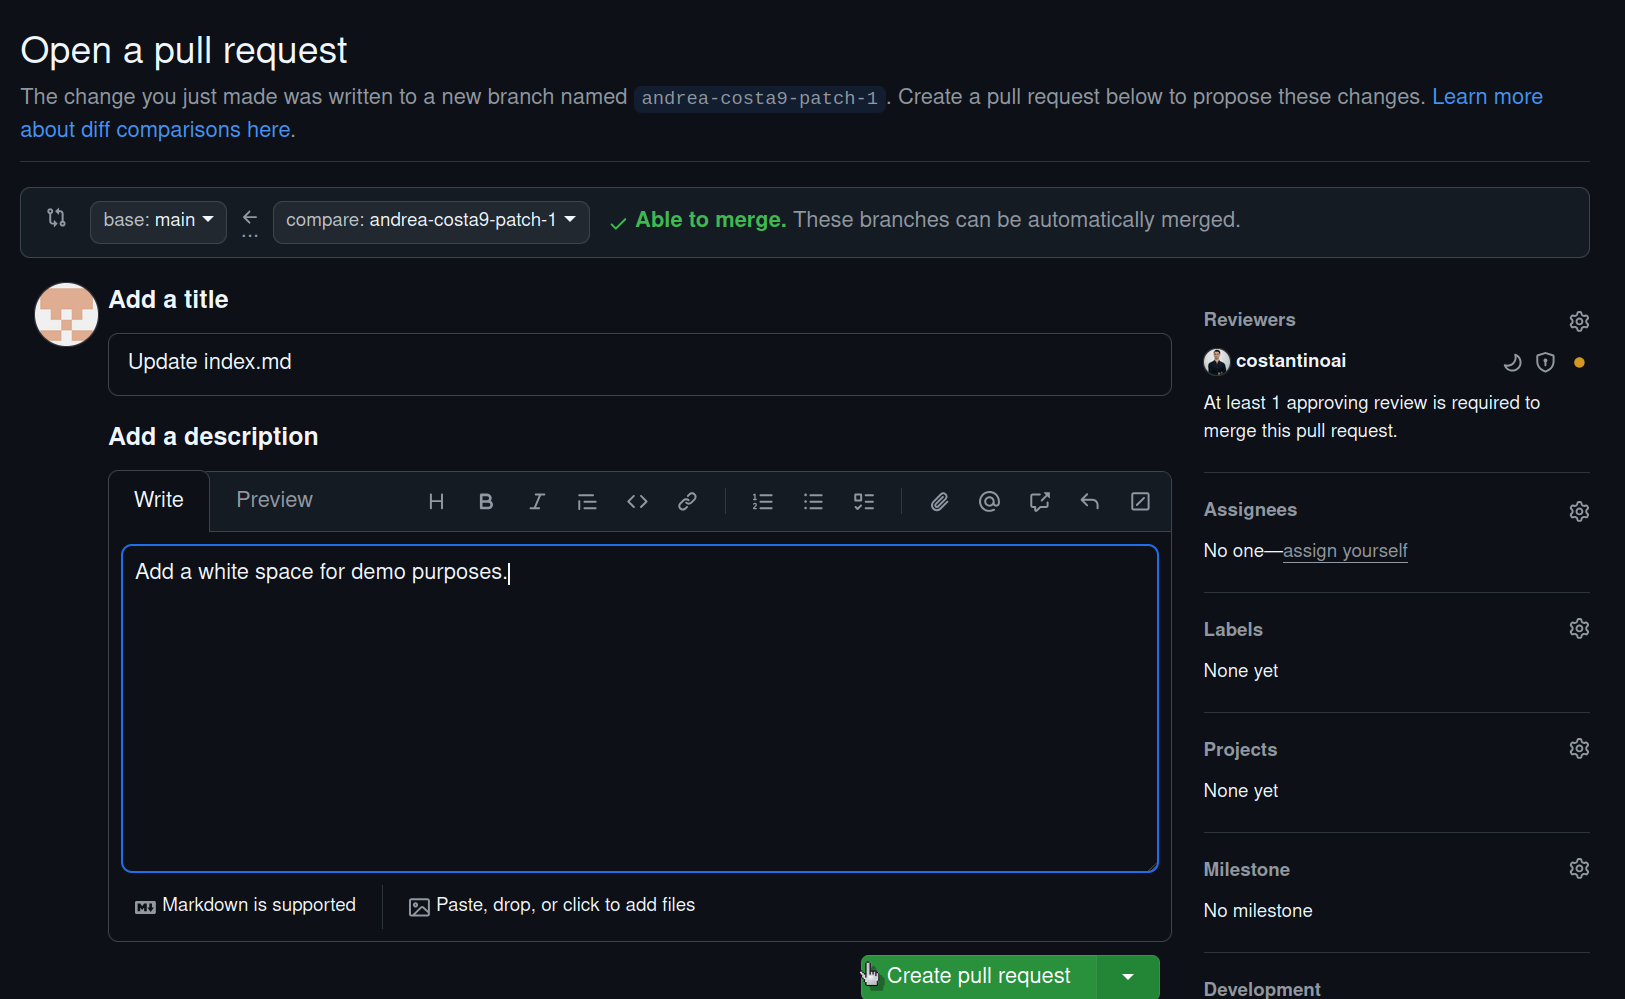 Open a pull request
The change you just made was written to a new branch named andrea-costa9-patch-1 . Create a pull request below to propose these changes. Learn more
about diff comparisons here.
base: main
compare: andrea-costa9-patch-1
Able to merge. These branches can be automatically merged.
Add a title
Update index.md
Add a description
Write
Preview
Add a white space for demo purposes.
Markdown is supported
Paste, drop, or click to add files
Create pull request
Reviewers
costantinoai
At least 1 approving review is required to
merge this pull request.
Assignees
No one—assign yourself
Labels
None yet
Projects
None yet
Milestone
No milestone
Development